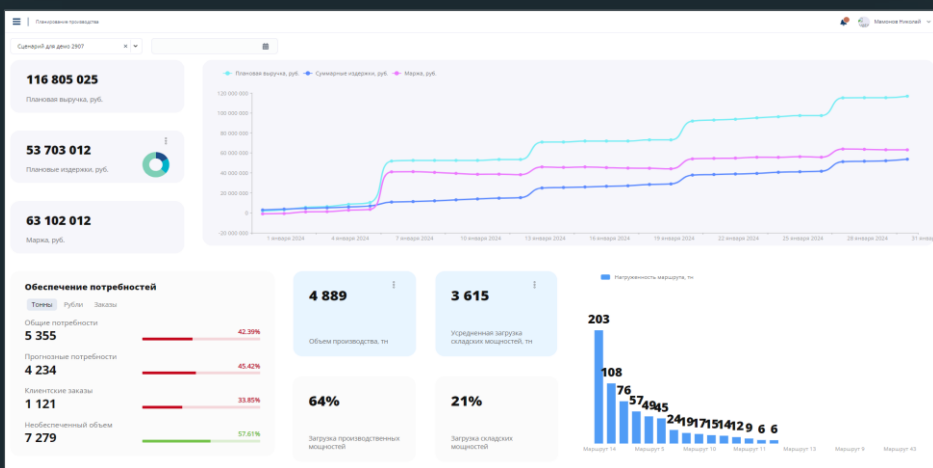 Планирование производства
Мамонов Николай
Сценарий для демо 2907
116 805 025
Плановая выручка, руб.
53 703 012
Плановые издержки, руб.
63 102 012
Маржа, руб.
Плановая выручка, руб. Суммарные издержки, руб. Маржа, руб.
120 000 000
100 000 000
80 000 000
60 000 000
40 000 000
20 000 000
0
-20 000 000
1 января 2024 4 января 2024 7 января 2024 10 января 2024 13 января 2024 16 января 2024 19 января 2024 22 января 2024 25 января 2024 28 января 2024 31 января
Обеспечение потребностей
Тонны Рубли Заказы
Общие потребности
5 355 42.39%
Прогнозные потребности
4 234 45.42%
Клиентские заказы
1 121 33.85%
Необеспеченный объем
7 279 57.61%
4 889
Объем производства, тн
3 615
Усредненная загрузка
складских мощностей, тн
64%
Загрузка производственных
мощностей
21%
Загрузка складских
мощностей
Нагруженность маршрута, тн
203
108
76
57
49
45
24
19
17
15
14
12
9
6
6
Маршрут 14 Маршрут 5 Маршрут 10 Маршрут 11 Маршрут 13 Маршрут 9 Маршрут 43